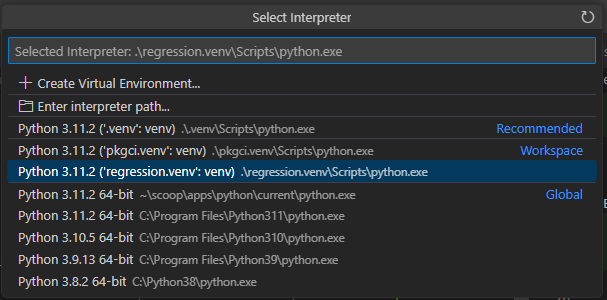 Select Interpreter
Selected Interpreter: .\regression.venv\Scripts\python.exe
Create Virtual Environment...
Enter interpreter path...
Python 3.11.2 ('.venv': venv) .\.venv\Scripts\python.exe Recommended
Python 3.11.2 ('pkgci.venv': venv) .\pkgci.venv\Scripts\python.exe Workspace
Python 3.11.2 ('regression.venv': venv) .\regression.venv\Scripts\python.exe
Python 3.11.2 64-bit ~\scoop\apps\python\current\python.exe Global
Python 3.11.2 64-bit C:\Program Files\Python311\python.exe
Python 3.10.5 64-bit C:\Program Files\Python310\python.exe
Python 3.9.13 64-bit C:\Program Files\Python39\python.exe
Python 3.8.2 64-bit C:\Python38\python.exe